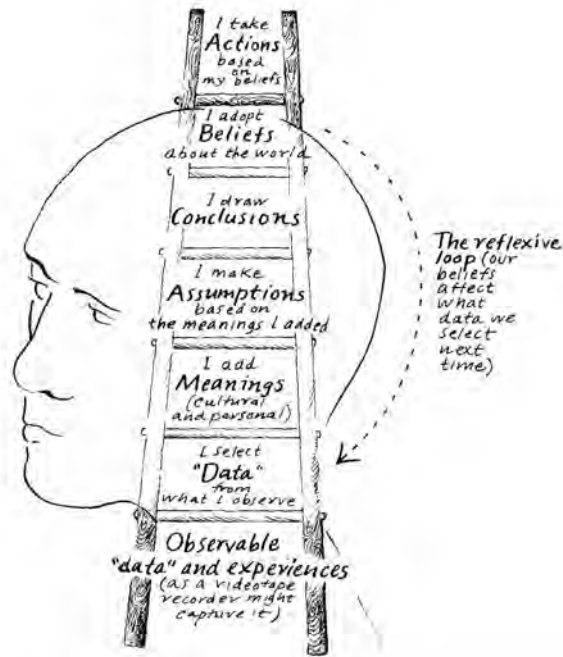 I take
Actions
based
on
my beliefs
I adopt
Beliefs
about the world
I draw
Conclusions
I make
Assumptions
based on
the meanings I added
I add
Meanings
(cultural
and personal)
I select
"Data"
from
what I observe
Observable
"data" and experiences
(as a videotape
recorder might
capture it)
The reflexive
loop (our
beliefs
affect
what
data we
select
next
time)